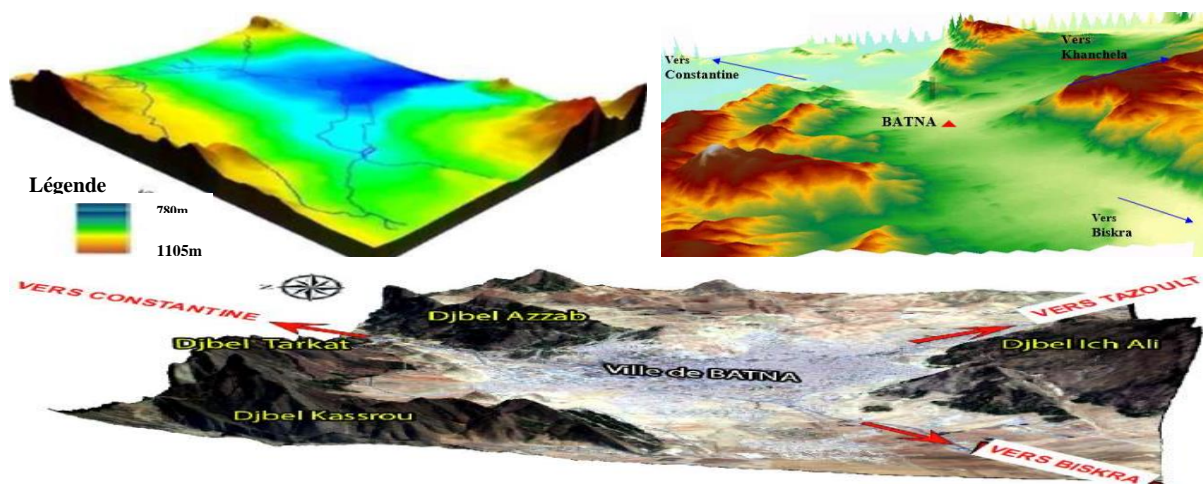 Légende
780m
1105m
Vers
Constantine
Vers
Khanchela
BATNA
Vers
Biskra
N
VERS CONSTANTINE
Djbel Azzab
VERS TAZOULT
Djbel Tarkat
Djbel Ich Ali
Ville de BATNA
Djbel Kassrou
VERS BISKRA